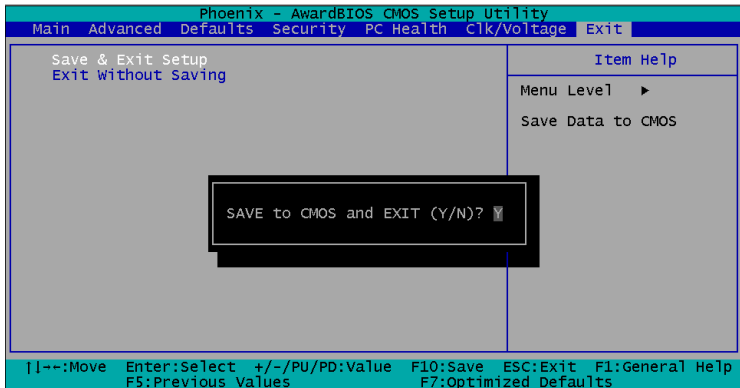 Phoenix - AwardBIOS CMOS Setup Utility
Main Advanced Defaults Security PC Health Clk/Voltage Exit
Save & Exit Setup
Exit Without Saving
Item Help
Menu Level ▶
Save Data to CMOS
SAVE to CMOS and EXIT (Y/N)? Y
↑↓→←:Move Enter:Select +/-/PU/PD:Value F10:Save ESC:Exit F1:General Help
F5:Previous Values F7:Optimized Defaults